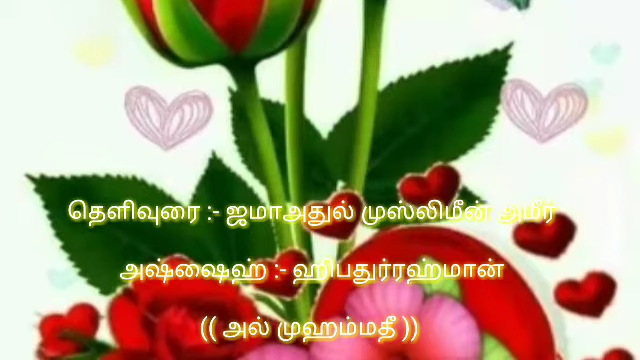 தெளிவுரை :- ஜமாஅதுல் முஸ்லிமீன் அமீர்
அஷ்ஷைஹ் :- ஹிபதுர்ரஹ்மான்
(( அல் முஹம்மதீ ))